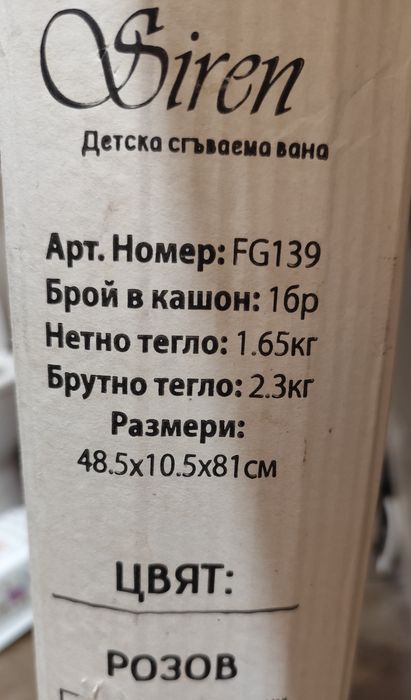 Siren
Детска сгъваема вана
Арт. Номер: FG139
Брой в кашон: 1бр
Нетно тегло: 1.65кг
Брутно тегло: 2.3кг
Размери:
48.5x10.5x81см
ЦВЯТ:
РОЗОВ